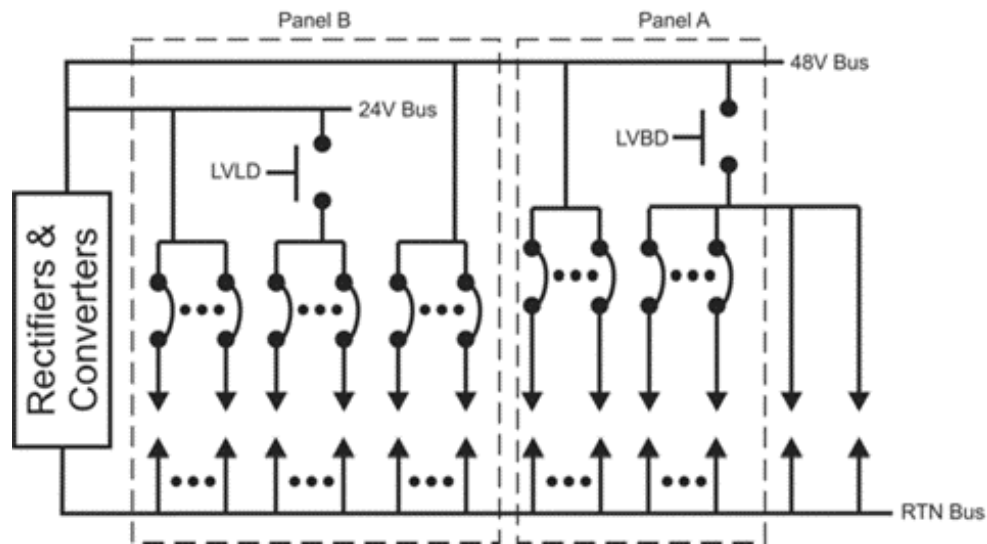 Panel B
Panel A
48V Bus
24V Bus
LVLD
LVBD
Rectifiers &
Converters
RTN Bus